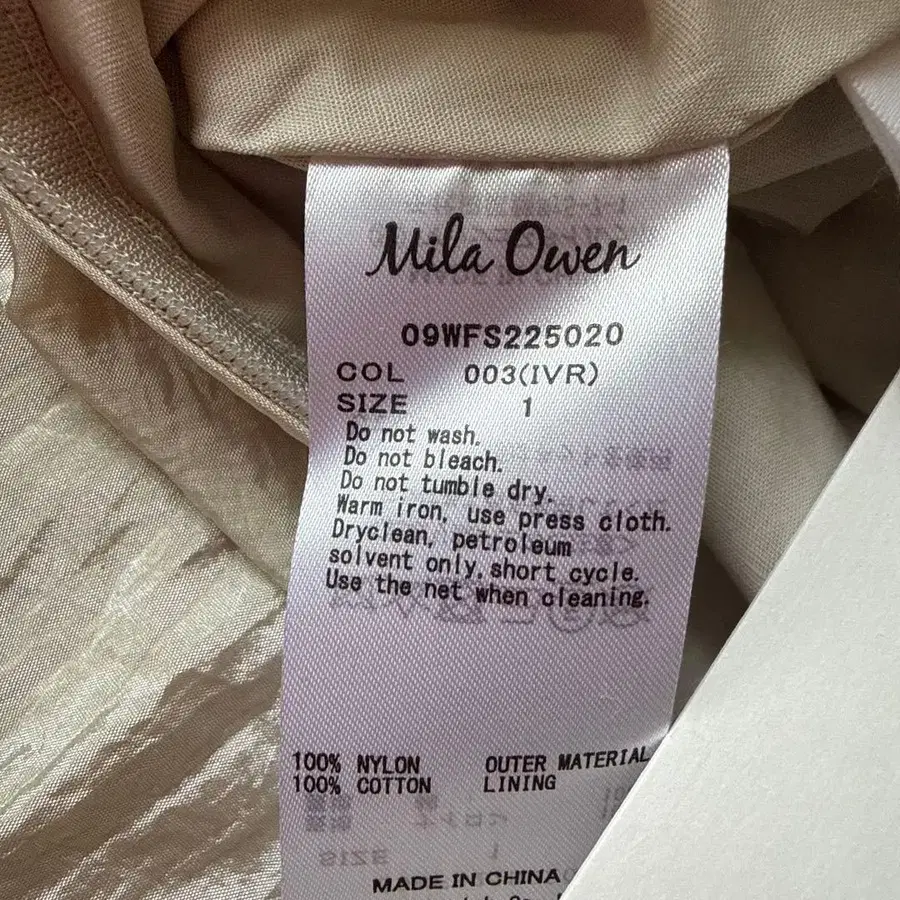 Mila Owen
09WFS225020
COL 003(IVR)
SIZE 1
Do not wash.
Do not bleach.
Do not tumble dry.
Warm iron, use press cloth.
Dryclean, petroleum
solvent only, short cycle.
Use the net when cleaning.
100% NYLON OUTER MATERIAL
100% COTTON LINING
MADE IN CHINA